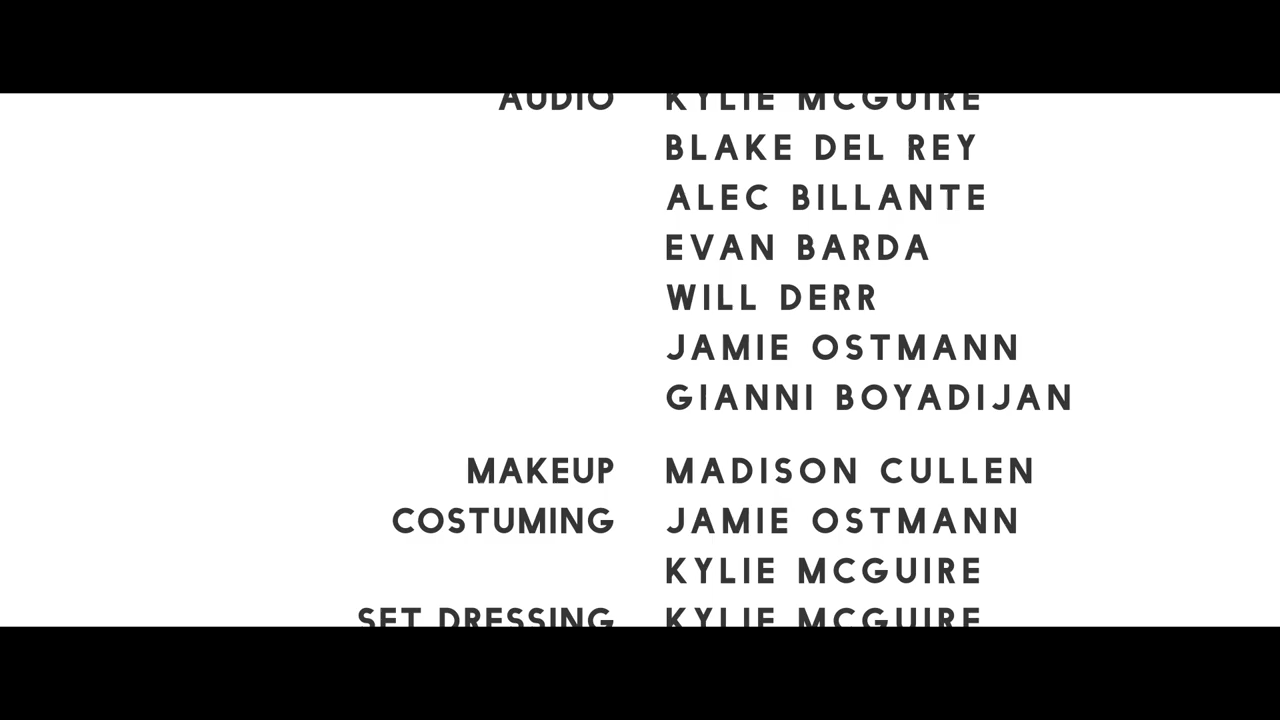 AUDIO KYLIE MCGUIRE
BLAKE DEL REY
ALEC BILLANTE
EVAN BARDA
WILL DERR
JAMIE OSTMANN
GIANNI BOYADIJAN
MAKEUP MADISON CULLEN
COSTUMING JAMIE OSTMANN
KYLIE MCGUIRE
SET DRESSING KYLIE MCGUIRE